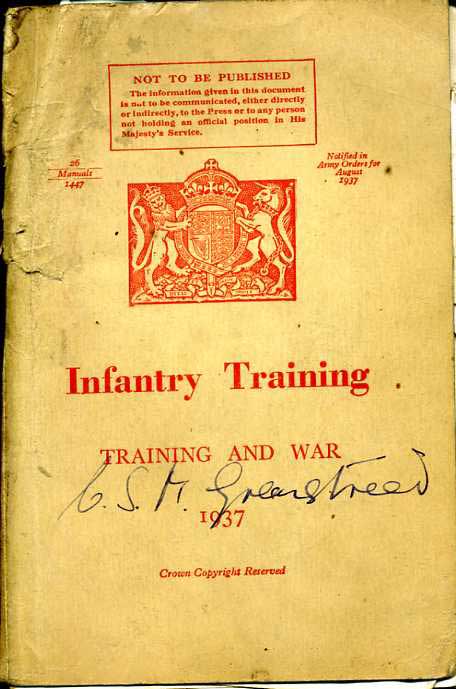 NOT TO BE PUBLISHED
The information given in this document
is not to be communicated, either directly
or indirectly, to the Press or to any person
not holding an official position in His
Majesty's Service.
26
Manuals
1447
Notified in
Army Orders for
August
1937
Infantry Training
TRAINING AND WAR
C.S.M.
1937
Crown Copyright Reserved